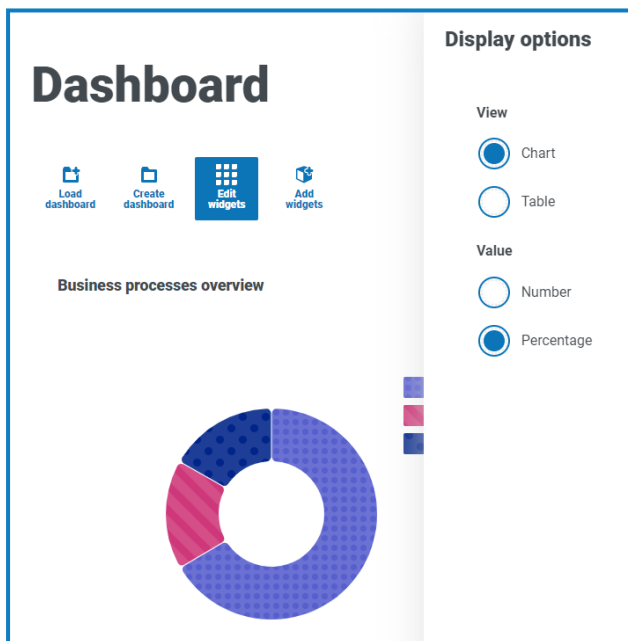 Dashboard
Load
dashboard
Create
dashboard
Edit
widgets
Add
widgets
Business processes overview
Display options
View
Chart
Table
Value
Number
Percentage